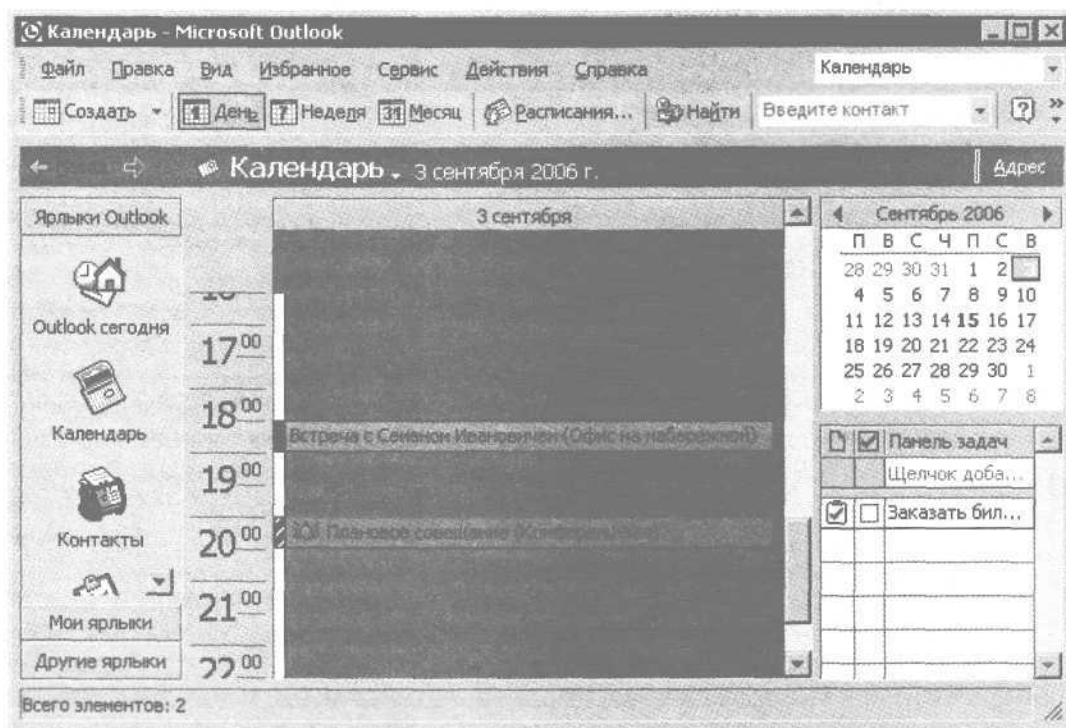 Календарь - Microsoft Outlook
Файл Правка Вид Избранное Сервис Действия Справка Календарь
Создать 1 День 7 Неделя 31 Месяц Расписания... Найти Введите контакт
Календарь 3 сентября 2006 г. Адрес
Ярлыки Outlook
Outlook сегодня
Календарь
Контакты
Мои ярлыки
Другие ярлыки
3 сентября
17 00
18 00
Встреча с Семеном Ивановичем (Офис на набережной)
19 00
20 00 Плановое совещание
21 00
22 00
Сентябрь 2006
П В С Ч П С В
28 29 30 31 1 2
4 5 6 7 8 9 10
11 12 13 14 15 16 17
18 19 20 21 22 23 24
25 26 27 28 29 30 1
2 3 4 5 6 7 8
Панель задач
Щелчок доба...
Заказать бил...
Всего элементов: 2